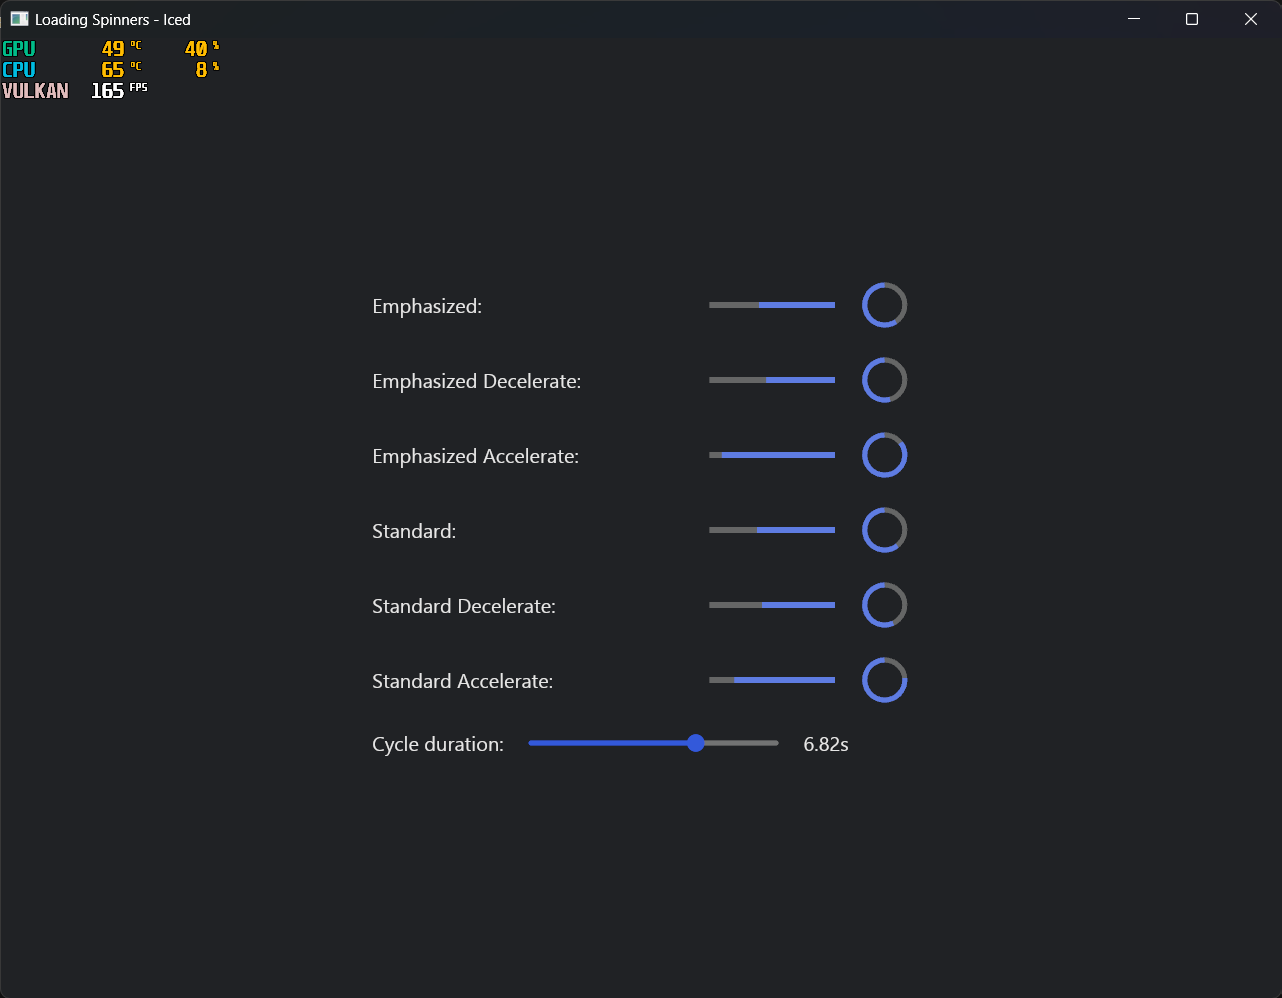 Loading Spinners - Iced
GPU 49 °C 40 %
CPU 65 °C 8 %
VULKAN 165 FPS
Emphasized:
Emphasized Decelerate:
Emphasized Accelerate:
Standard:
Standard Decelerate:
Standard Accelerate:
Cycle duration: 6.82s